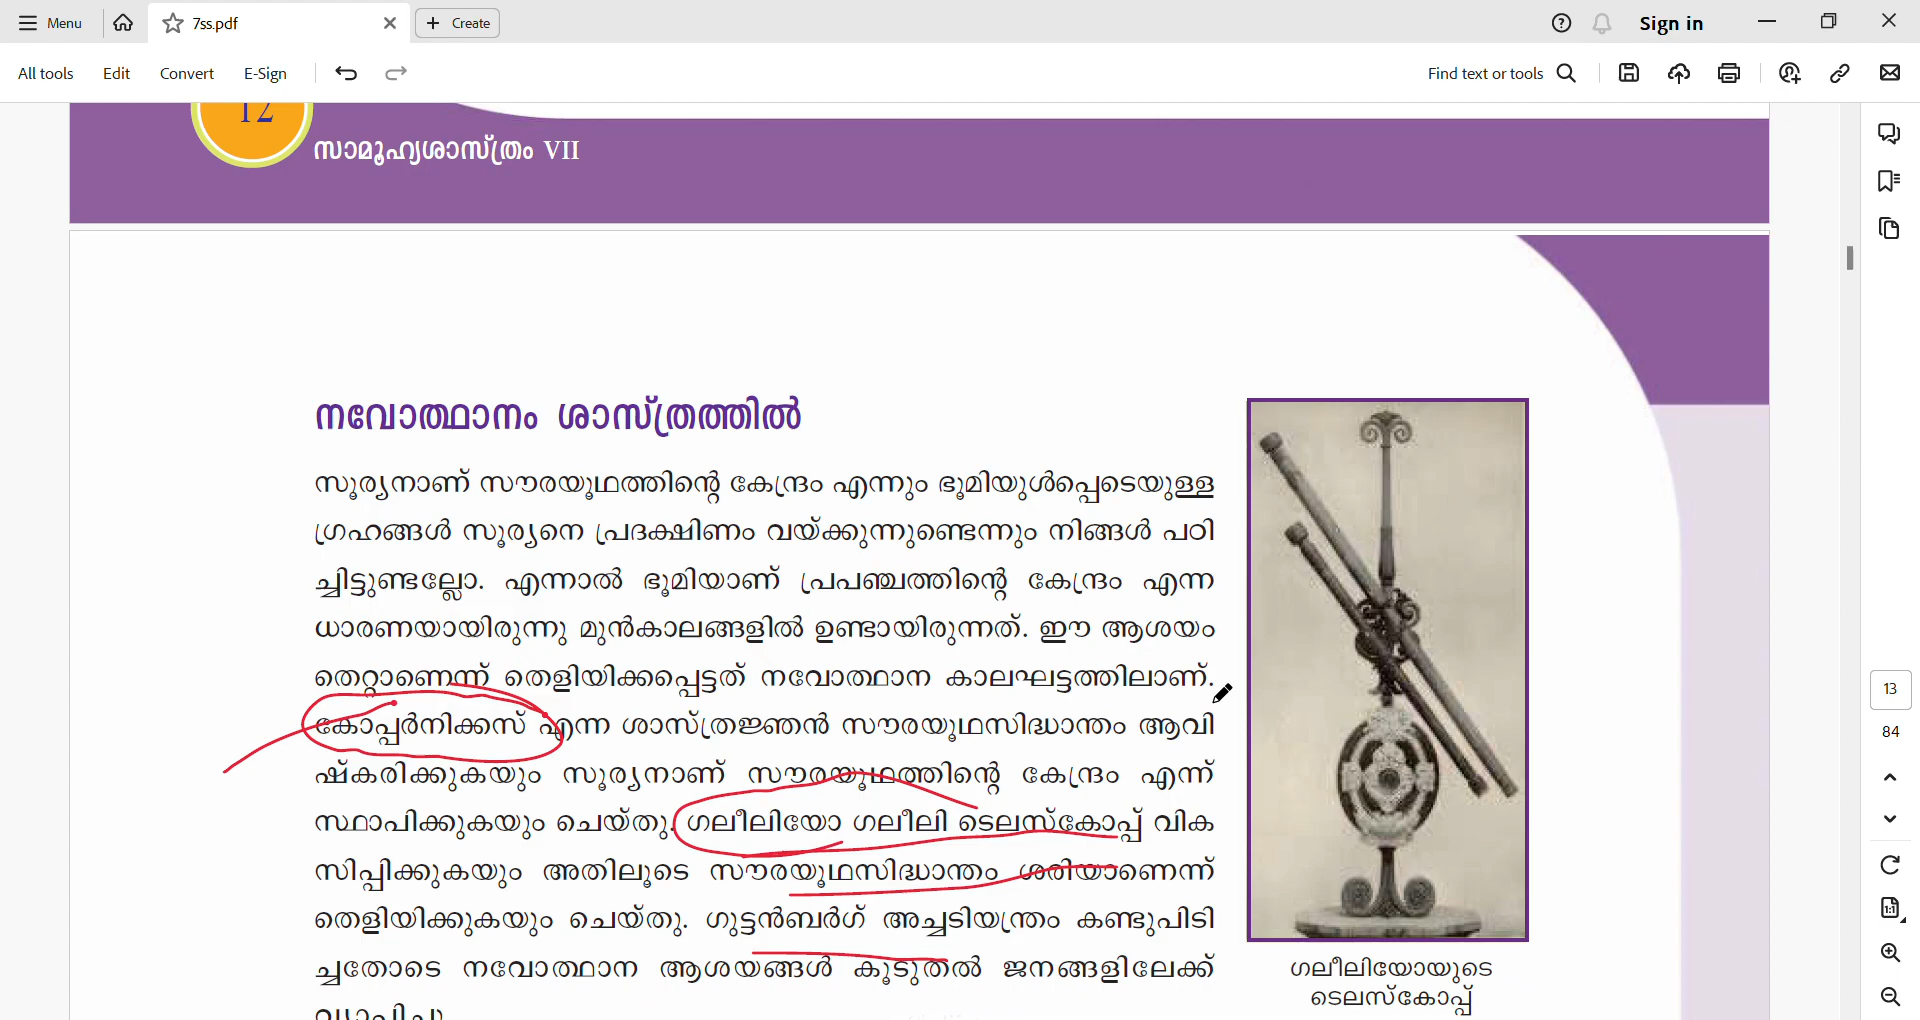 Menu
7ss.pdf
Create
Sign in
All tools Edit Convert E-Sign
Find text or tools
12
സാമൂഹ്യശാസ്ത്രം VII
നവോത്ഥാനം ശാസ്ത്രത്തിൽ
സൂര്യനാണ് സൗരയൂഥത്തിന്റെ കേന്ദ്രം എന്നും ഭൂമിയുൾപ്പെടെയുള്ള
ഗ്രഹങ്ങൾ സൂര്യനെ പ്രദക്ഷിണം വയ്ക്കുന്നുണ്ടെന്നും നിങ്ങൾ പഠി
ച്ചിട്ടുണ്ടല്ലോ. എന്നാൽ ഭൂമിയാണ് പ്രപഞ്ചത്തിന്റെ കേന്ദ്രം എന്ന
ധാരണയായിരുന്നു മുൻകാലങ്ങളിൽ ഉണ്ടായിരുന്നത്. ഈ ആശയം
തെറ്റാണെന്ന് തെളിയിക്കപ്പെട്ടത് നവോത്ഥാന കാലഘട്ടത്തിലാണ്.
കോപ്പർനിക്കസ് എന്ന ശാസ്ത്രജ്ഞൻ സൗരയൂഥസിദ്ധാന്തം ആവി
ഷ്കരിക്കുകയും സൂര്യനാണ് സൗരയൂഥത്തിന്റെ കേന്ദ്രം എന്ന്
സ്ഥാപിക്കുകയും ചെയ്തു. ഗലീലിയോ ഗലീലി ടെലസ്കോപ്പ് വിക
സിപ്പിക്കുകയും അതിലൂടെ സൗരയൂഥസിദ്ധാന്തം ശരിയാണെന്ന്
തെളിയിക്കുകയും ചെയ്തു. ഗുട്ടൻബർഗ് അച്ചടിയന്ത്രം കണ്ടുപിടി
ച്ചതോടെ നവോത്ഥാന ആശയങ്ങൾ കൂടുതൽ ജനങ്ങളിലേക്ക്
ഗലീലിയോയുടെ
ടെലസ്കോപ്പ്
13
84
1:1